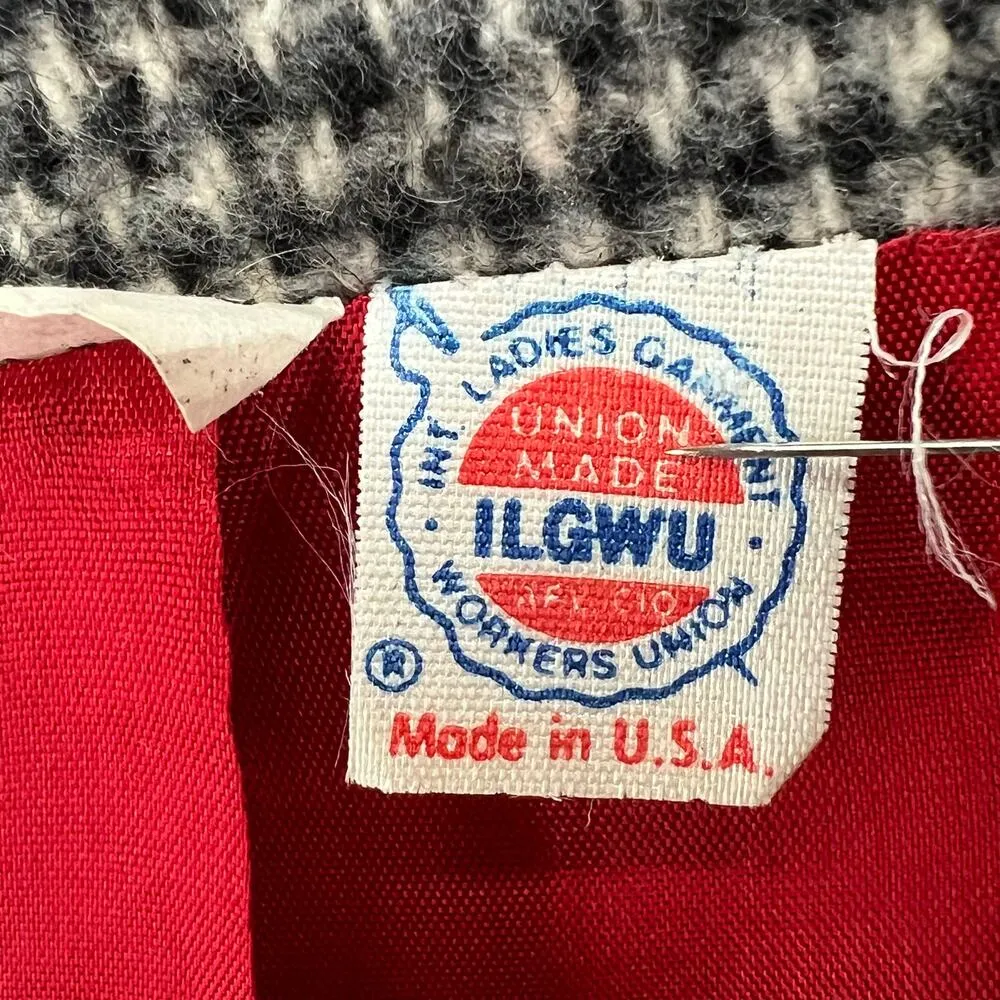 INT. LADIES GARMENT
UNION
MADE
ILGWU
AFL CIO
WORKERS UNION
®
Made in U.S.A.